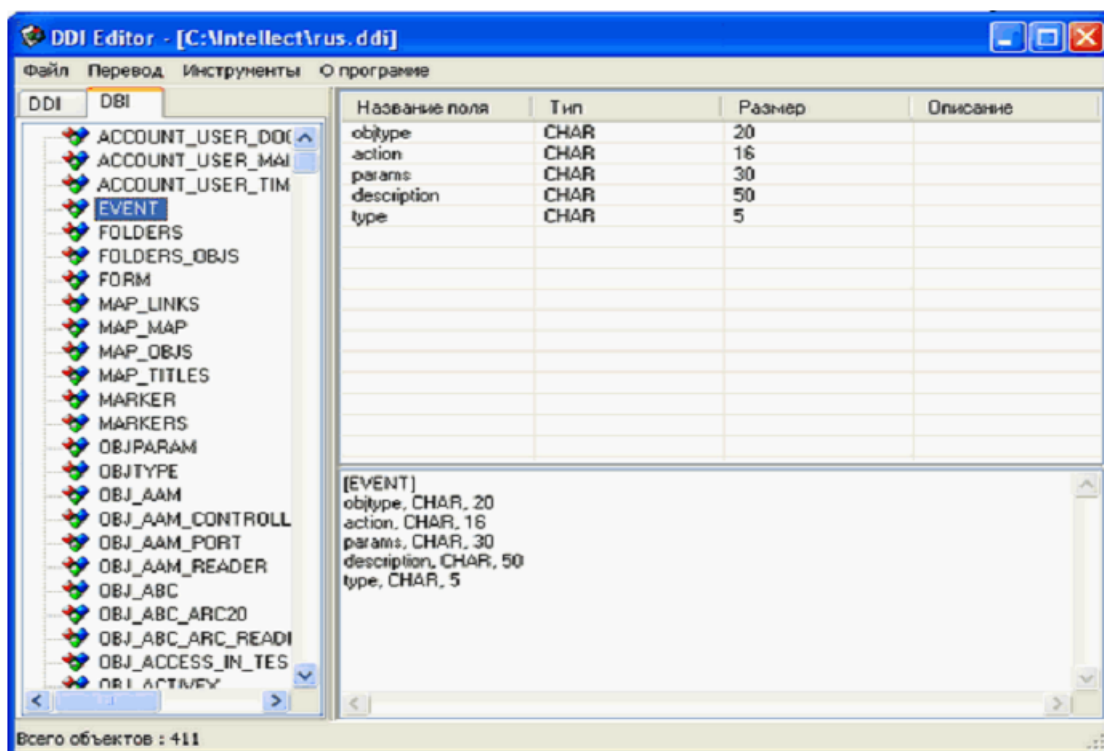 DDI Editor - [C:\Intellect\rus.ddi]
Файл Перевод Инструменты О программе
DDI DBI
ACCOUNT_USER_DO
ACCOUNT_USER_MAI
ACCOUNT_USER_TIM
EVENT
FOLDERS
FOLDERS_OBJS
FORM
MAP_LINKS
MAP_MAP
MAP_OBJS
MAP_TITLES
MARKER
MARKERS
OBJPARAM
OBJTYPE
OBJ_AAM
OBJ_AAM_CONTROLL
OBJ_AAM_PORT
OBJ_AAM_READER
OBJ_ABC
OBJ_ABC_ARC20
OBJ_ABC_ARC_READ
OBJ_ACCESS_IN_TES
OBJ_ACTIVEX
Название поля Тип Размер Описание
objtype CHAR 20
action CHAR 16
params CHAR 30
description CHAR 50
type CHAR 5
[EVENT]
objtype, CHAR, 20
action, CHAR, 16
params, CHAR, 30
description, CHAR, 50
type, CHAR, 5
Всего объектов : 411